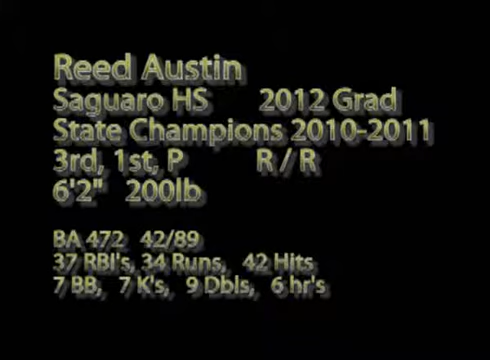 Reed Austin
Saguaro HS 2012 Grad
State Champions 2010-2011
3rd, 1st, P R / R
6'2" 200lb
BA 472 42/89
37 RBI's, 34 Runs, 42 Hits
7 BB, 7 K's, 9 Dbls, 6 hr's